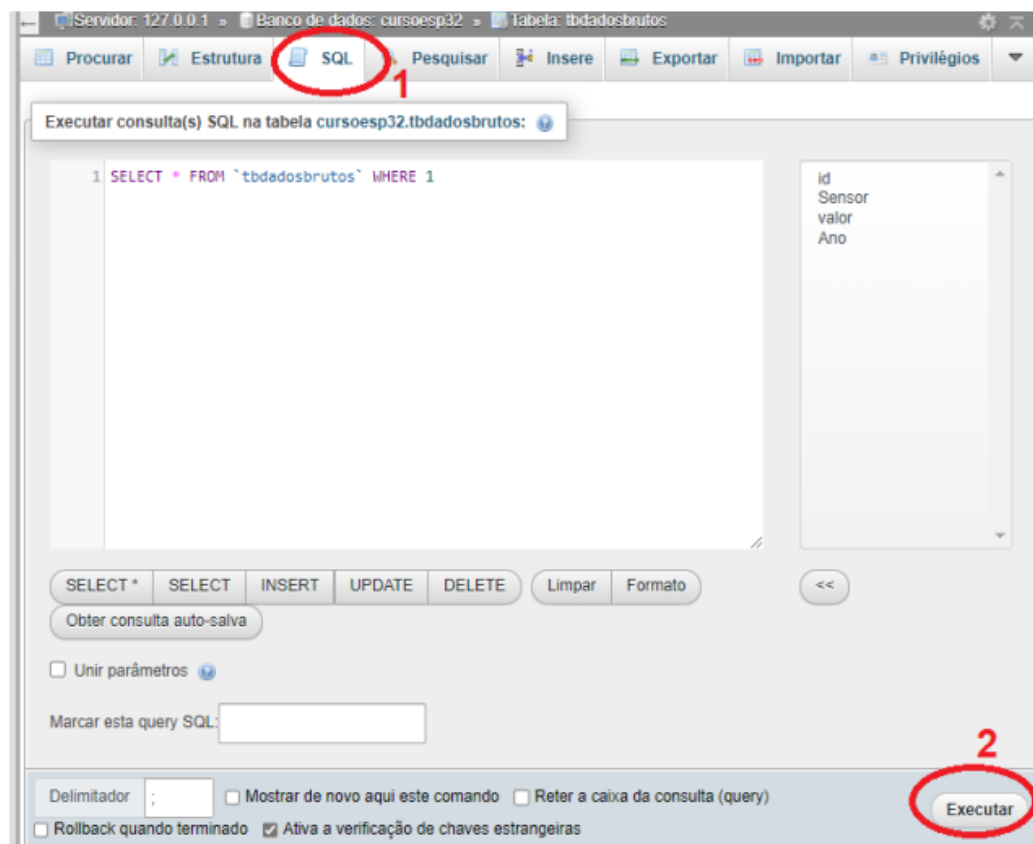 Servidor: 127.0.0.1 » Banco de dados: cursoesp32 » Tabela: tbdadosbrutos
Procurar Estrutura SQL Pesquisar Insere Exportar Importar Privilégios
1
Executar consulta(s) SQL na tabela cursoesp32.tbdadosbrutos:
1 SELECT * FROM `tbdadosbrutos` WHERE 1
id
Sensor
valor
Ano
SELECT * SELECT INSERT UPDATE DELETE Limpar Formato <<
Obter consulta auto-salva
Unir parâmetros
Marcar esta query SQL:
2
Delimitador ; Mostrar de novo aqui este comando Reter a caixa da consulta (query) Executar
Rollback quando terminado Ativa a verificação de chaves estrangeiras